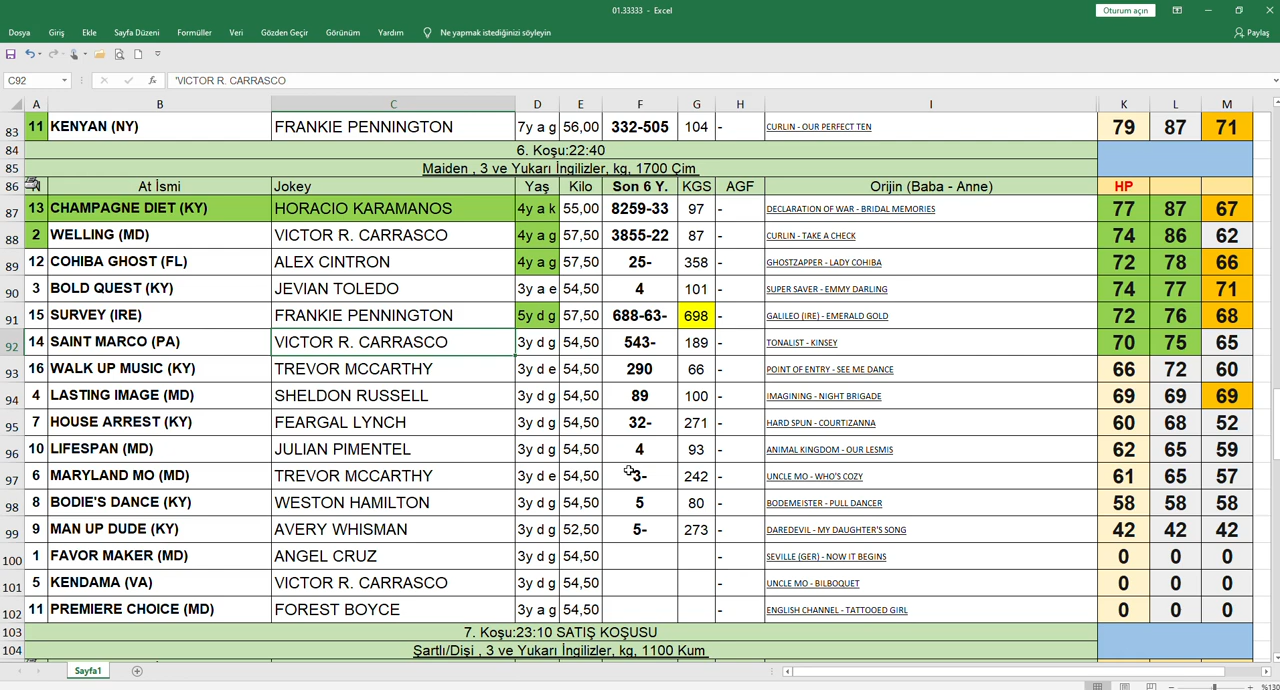 01.33333 - Excel
Oturum açın
Dosya Giriş Ekle Sayfa Düzeni Formüller Veri Gözden Geçir Görünüm Yardım Ne yapmak istediğinizi söyleyin Paylaş
C92 fx 'VICTOR R. CARRASCO
A B C D E F G H I K L M
83 11 KENYAN (NY) FRANKIE PENNINGTON 7y a g 56,00 332-505 104 - CURLIN - OUR PERFECT TEN 79 87 71
84 6. Koşu:22:40
85 Maiden , 3 ve Yukarı İngilizler, kg, 1700 Çim
86 N At İsmi Jokey Yaş Kilo Son 6 Y. KGS AGF Orijin (Baba - Anne) HP
87 13 CHAMPAGNE DIET (KY) HORACIO KARAMANOS 4y a k 55,00 8259-33 97 - DECLARATION OF WAR - BRIDAL MEMORIES 77 87 67
88 2 WELLING (MD) VICTOR R. CARRASCO 4y a g 57,50 3855-22 87 - CURLIN - TAKE A CHECK 74 86 62
89 12 COHIBA GHOST (FL) ALEX CINTRON 4y a g 57,50 25- 358 - GHOSTZAPPER - LADY COHIBA 72 78 66
90 3 BOLD QUEST (KY) JEVIAN TOLEDO 3y a e 54,50 4 101 - SUPER SAVER - EMMY DARLING 74 77 71
91 15 SURVEY (IRE) FRANKIE PENNINGTON 5y d g 57,50 688-63- 698 - GALILEO (IRE) - EMERALD GOLD 72 76 68
92 14 SAINT MARCO (PA) VICTOR R. CARRASCO 3y d g 54,50 543- 189 - TONALIST - KINSEY 70 75 65
93 16 WALK UP MUSIC (KY) TREVOR MCCARTHY 3y d e 54,50 290 66 - POINT OF ENTRY - SEE ME DANCE 66 72 60
94 4 LASTING IMAGE (MD) SHELDON RUSSELL 3y d g 54,50 89 100 - IMAGINING - NIGHT BRIGADE 69 69 69
95 7 HOUSE ARREST (KY) FEARGAL LYNCH 3y d g 54,50 32- 271 - HARD SPUN - COURTIZANNA 60 68 52
96 10 LIFESPAN (MD) JULIAN PIMENTEL 3y d g 54,50 4 93 - ANIMAL KINGDOM - OUR LESMIS 62 65 59
97 6 MARYLAND MO (MD) TREVOR MCCARTHY 3y d e 54,50 3- 242 - UNCLE MO - WHO'S COZY 61 65 57
98 8 BODIE'S DANCE (KY) WESTON HAMILTON 3y d g 54,50 5 80 - BODEMEISTER - PULL DANCER 58 58 58
99 9 MAN UP DUDE (KY) AVERY WHISMAN 3y d g 52,50 5- 273 - DAREDEVIL - MY DAUGHTER'S SONG 42 42 42
100 1 FAVOR MAKER (MD) ANGEL CRUZ 3y d g 54,50 - SEVILLE (GER) - NOW IT BEGINS 0 0 0
101 5 KENDAMA (VA) VICTOR R. CARRASCO 3y d g 54,50 - UNCLE MO - BILBOQUET 0 0 0
102 11 PREMIERE CHOICE (MD) FOREST BOYCE 3y a g 54,50 - ENGLISH CHANNEL - TATTOOED GIRL 0 0 0
103 7. Koşu:23:10 SATIŞ KOŞUSU
104 Şartlı/Dişi , 3 ve Yukarı İngilizler, kg, 1100 Kum
Sayfa1
%130